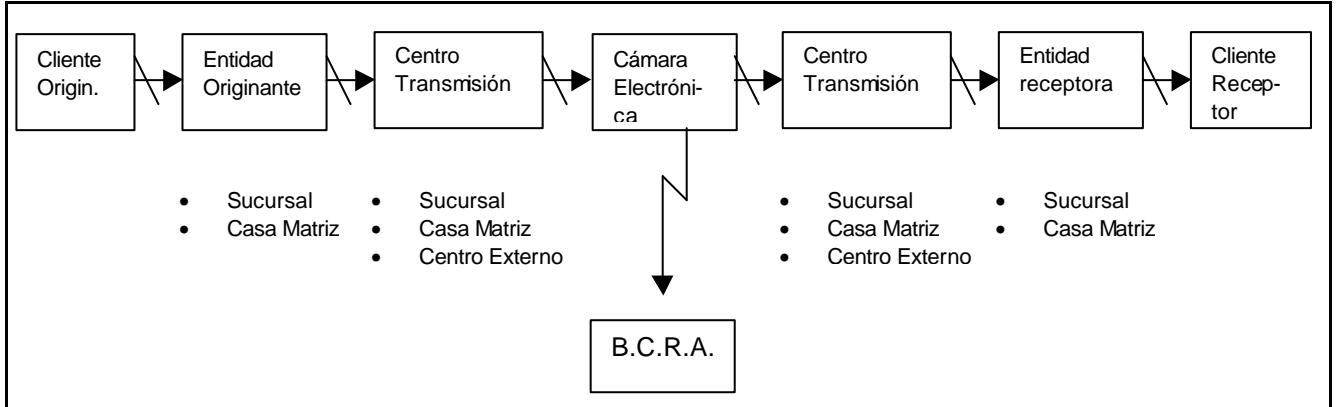 Cliente
Origin.
Entidad
Originante
Centro
Transmisión
Cámara
Electróni-
ca
Centro
Transmisión
Entidad
receptora
Cliente
Recep-
tor
• Sucursal
• Casa Matriz
• Sucursal
• Casa Matriz
• Centro Externo
• Sucursal
• Casa Matriz
• Centro Externo
• Sucursal
• Casa Matriz
B.C.R.A.